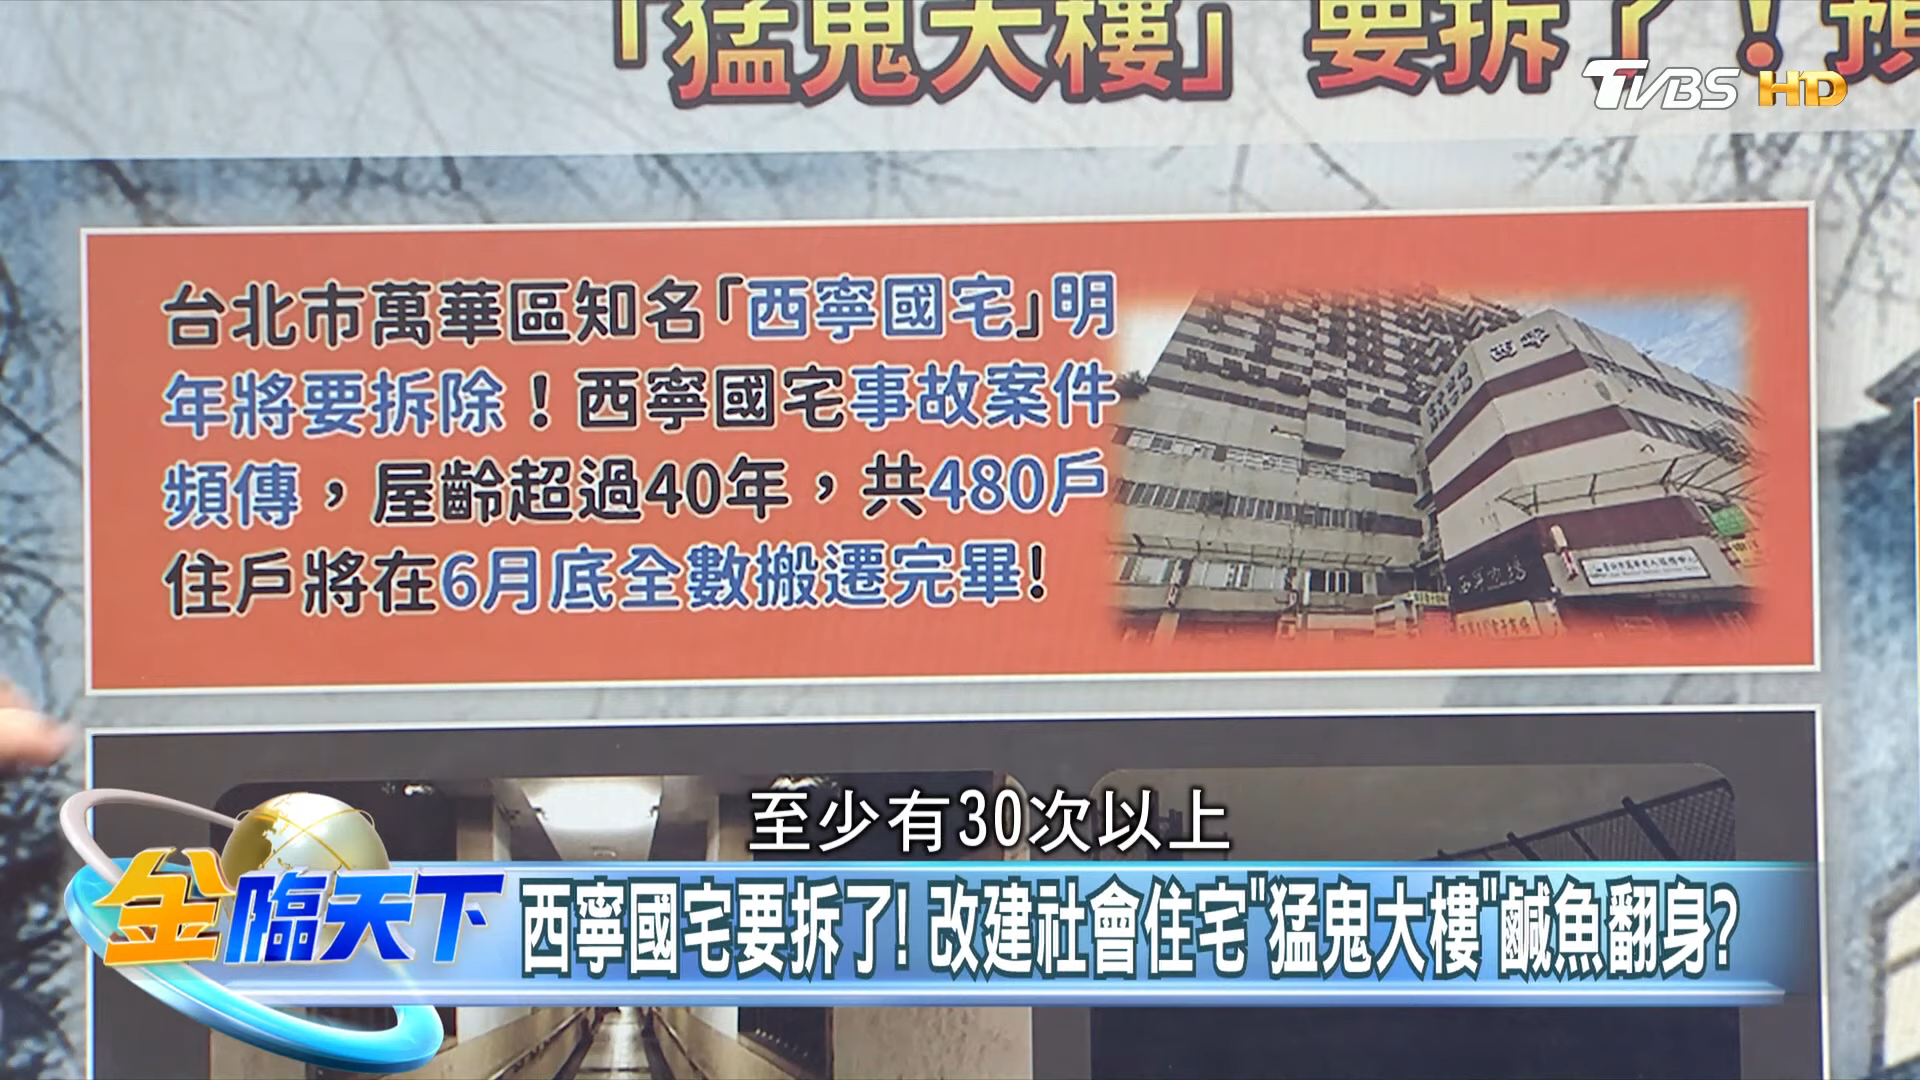 「猛鬼大樓」要拆了！預
TVBS HD
台北市萬華區知名「西寧國宅」明
年將要拆除！西寧國宅事故案件
頻傳，屋齡超過40年，共480戶
住戶將在6月底全數搬遷完畢！
至少有30次以上
金臨天下
西寧國宅要拆了！改建社會住宅"猛鬼大樓"鹹魚翻身？